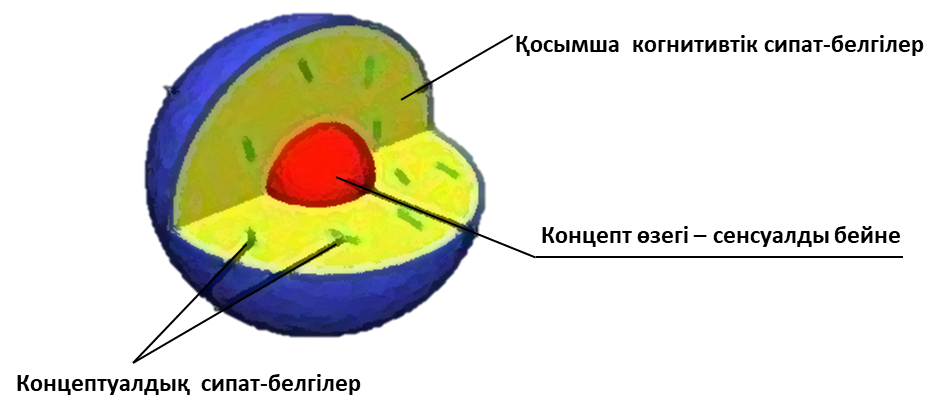 Қосымша когнитивтік сипат-белгілер
Концепт өзегі – сенсуалды бейне
Концептуалдық сипат-белгілер